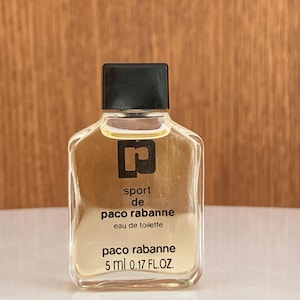 sport
de
paco rabanne
eau de toilette
paco rabanne
5 ml 0.17 FL.OZ.